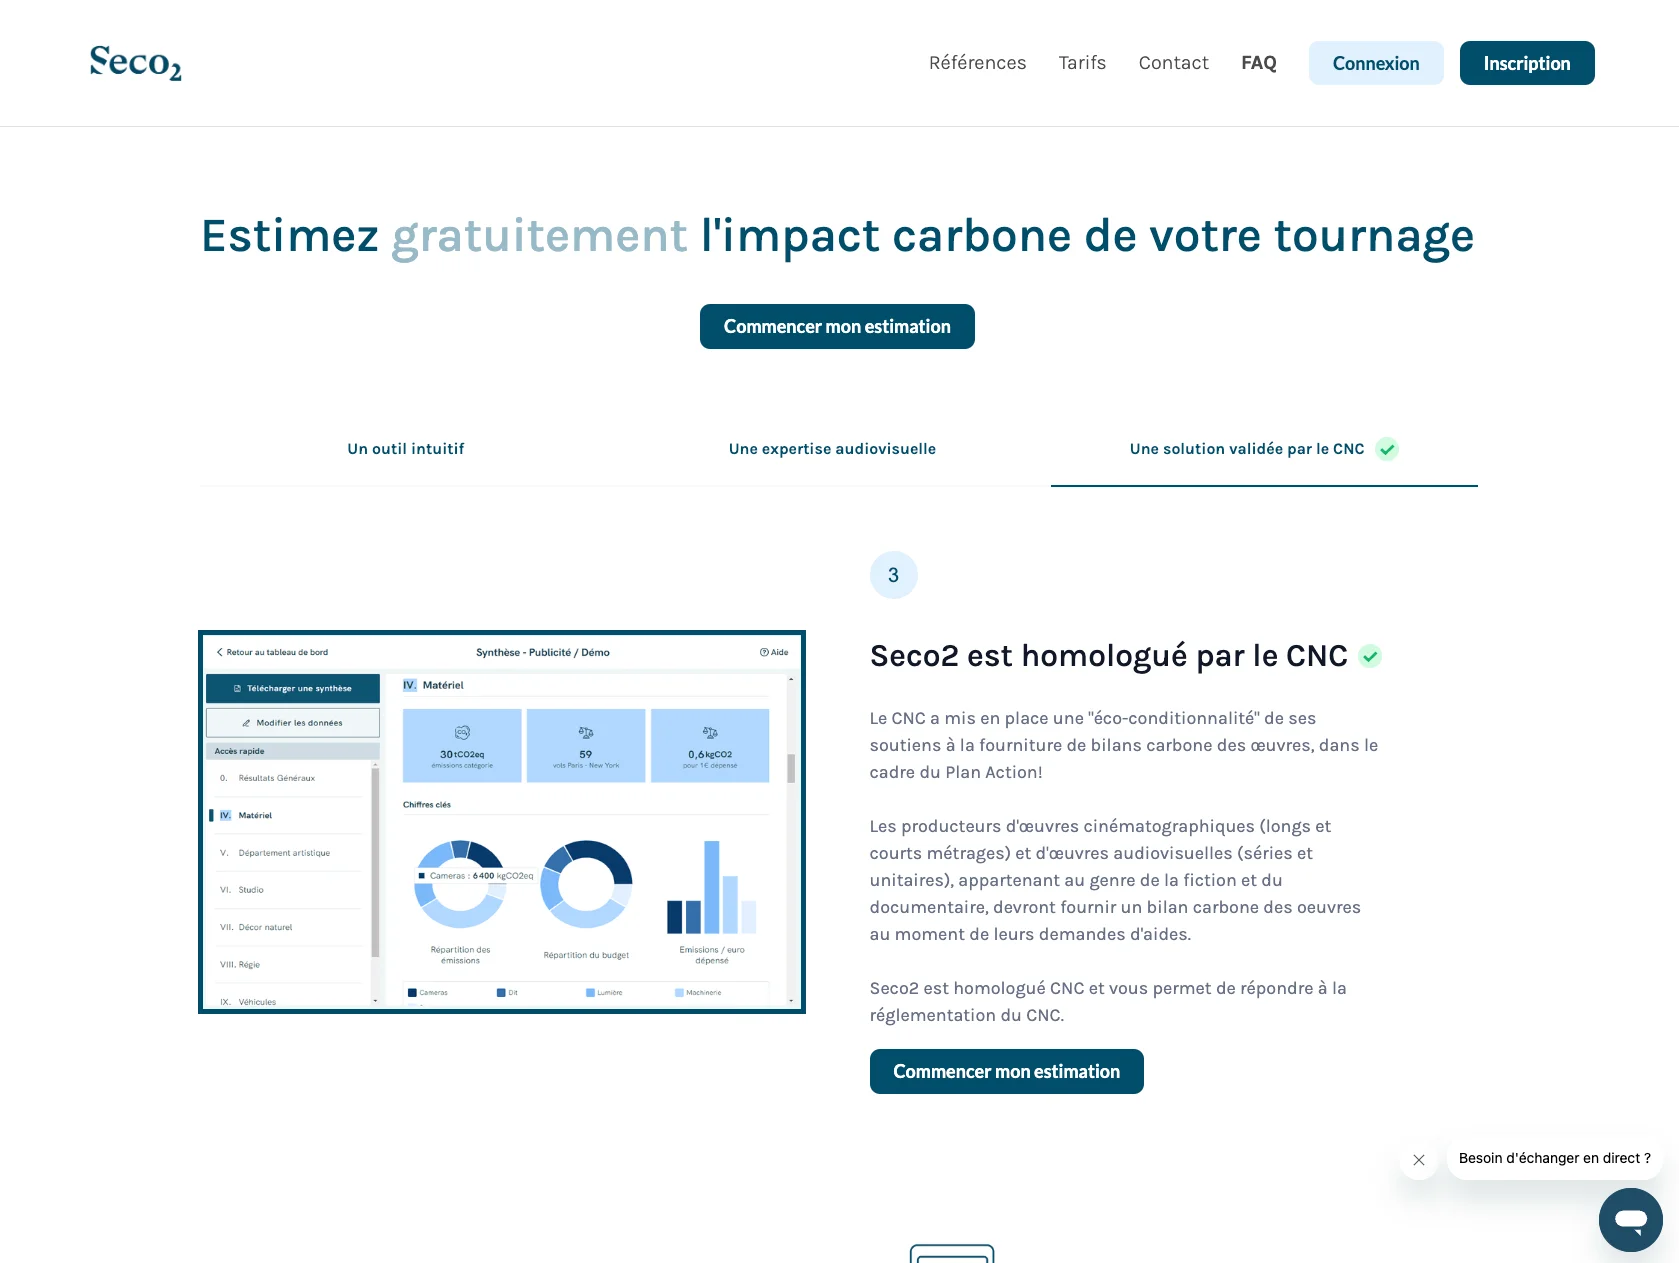 Seco2
Références
Tarifs
Contact
FAQ
Connexion
Inscription
Estimez gratuitement l'impact carbone de votre tournage
Commencer mon estimation
Un outil intuitif
Une expertise audiovisuelle
Une solution validée par le CNC
Retour au tableau de bord
Synthèse - Publicité / Démo
Aide
Télécharger une synthèse
Modifier les données
Accès rapide
0. Résultats Généraux
IV. Matériel
V. Département artistique
VI. Studio
VII. Décor naturel
VIII. Régie
IX. Véhicules
IV. Matériel
30 tCO2eq
émissions catégorie
59
vols Paris - New York
0,6 kgCO2
pour 1€ dépensé
Chiffres clés
Cameras : 6 400 kgCO2eq
Répartition des
émissions
Répartition du budget
Emissions / euro
dépensé
Cameras
Dit
Lumière
Machinerie
3
Seco2 est homologué par le CNC
Le CNC a mis en place une "éco-conditionnalité" de ses
soutiens à la fourniture de bilans carbone des œuvres, dans le
cadre du Plan Action!
Les producteurs d'œuvres cinématographiques (longs et
courts métrages) et d'œuvres audiovisuelles (séries et
unitaires), appartenant au genre de la fiction et du
documentaire, devront fournir un bilan carbone des oeuvres
au moment de leurs demandes d'aides.
Seco2 est homologué CNC et vous permet de répondre à la
réglementation du CNC.
Commencer mon estimation
Besoin d'échanger en direct ?